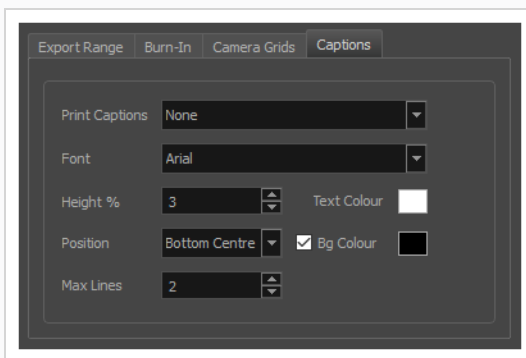 Export Range Burn-In Camera Grids Captions
Print Captions None
Font Arial
Height % 3 Text Colour
Position Bottom Centre Bg Colour
Max Lines 2